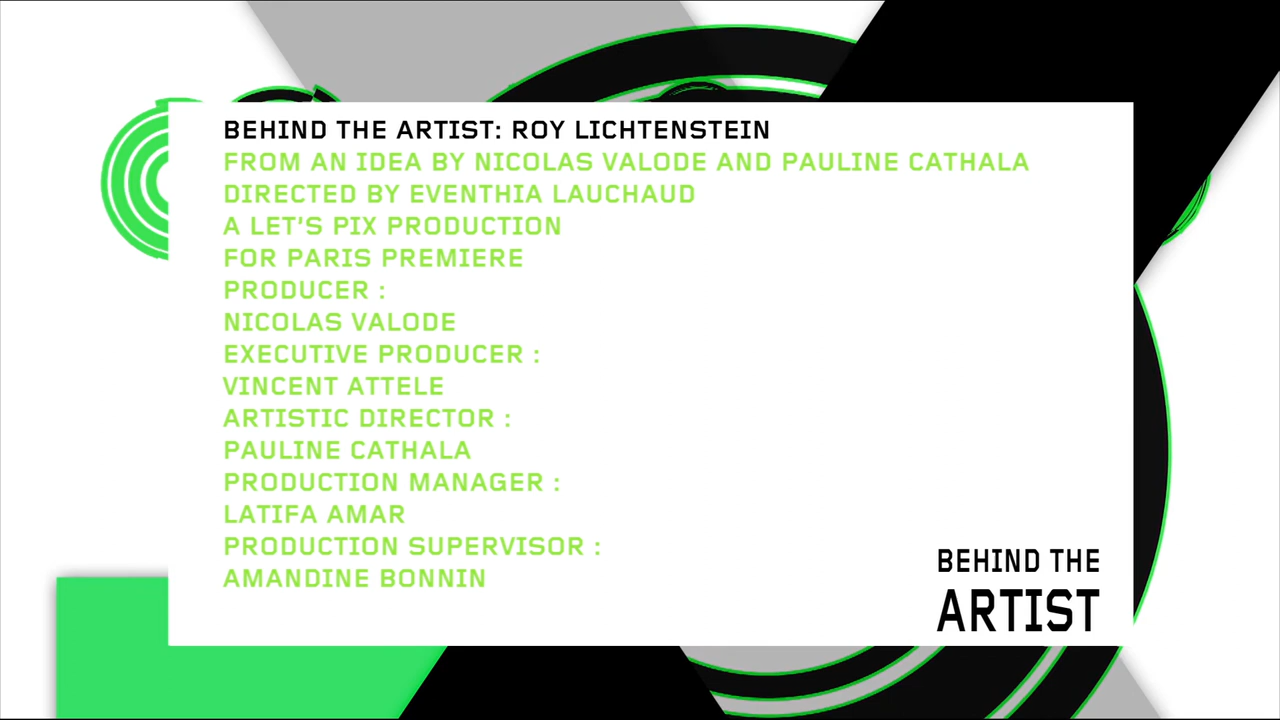 BEHIND THE ARTIST: ROY LICHTENSTEIN
FROM AN IDEA BY NICOLAS VALODE AND PAULINE CATHALA
DIRECTED BY EVENTHIA LAUCHAUD
A LET'S PIX PRODUCTION
FOR PARIS PREMIERE
PRODUCER :
NICOLAS VALODE
EXECUTIVE PRODUCER :
VINCENT ATTELE
ARTISTIC DIRECTOR :
PAULINE CATHALA
PRODUCTION MANAGER :
LATIFA AMAR
PRODUCTION SUPERVISOR :
AMANDINE BONNIN
BEHIND THE
ARTIST